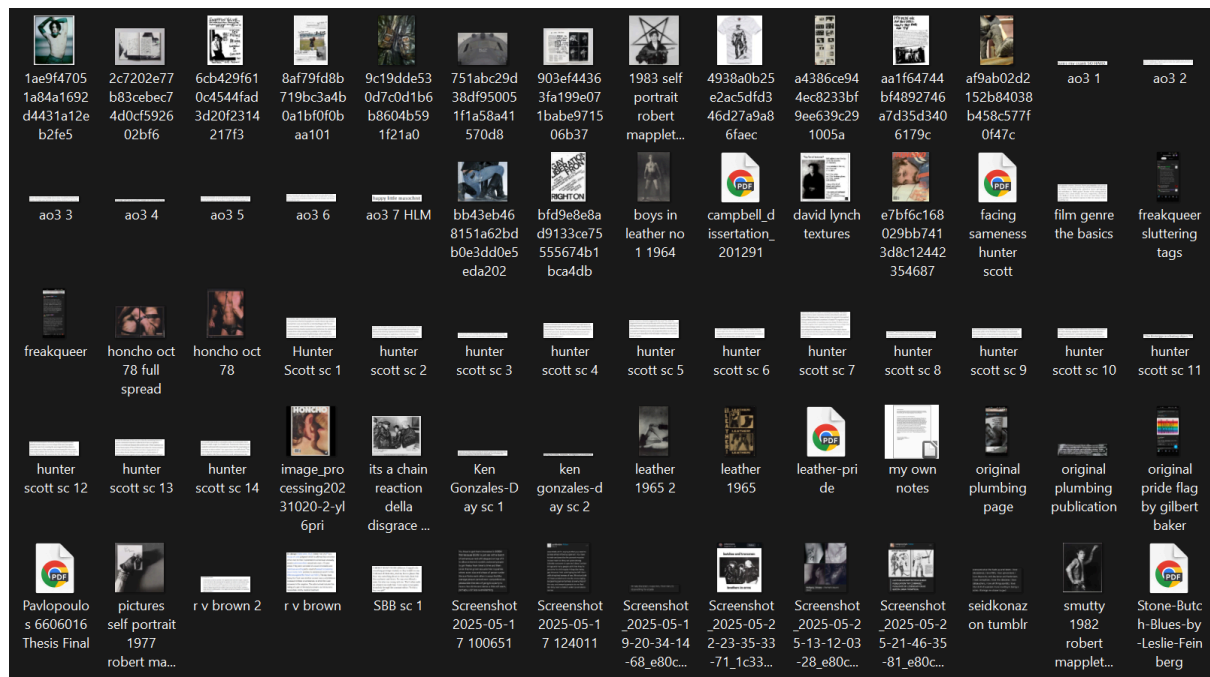 1ae9f4705
1a84a1692
d4431a12e
b2fe5
2c7202e77
b83cebec7
4d0cf5926
02bf6
6cb429f61
0c4544fad
3d20f2314
217f3
8af79fd8b
719bc3a4b
0a1bf0f0b
aa101
9c19dde53
0d7c0d1b6
b8604b59
1f21a0
751abc29d
38df95005
1f1a58a41
570d8
903ef4436
3fa199e07
1babe9715
06b37
1983 self
portrait
robert
mapplet...
4938a0b25
e2ac5dfd3
46d27a9a8
6faec
a4386ce94
4ec8233bf
9ee639c29
1005a
aa1f64744
bf4892746
a7d35d340
6179c
af9ab02d2
152b84038
b458c577f
0f47c
ao3 1
ao3 2
ao3 3
ao3 4
ao3 5
ao3 6
ao3 7 HLM
bb43eb46
8151a62bd
b0e3dd0e5
eda202
GAY
LIBERATION
FRONT
RIGHT ON
bfd9e8e8a
d9133ce75
555574b1
bca4db
boys in
leather no
1 1964
PDF
campbell_d
issertation_
201291
david lynch
textures
e7bf6c168
029bb741
3d8c12442
354687
PDF
facing
sameness
hunter
scott
film genre
the basics
freakqueer
sluttering
tags
freakqueer
honcho oct
78 full
spread
honcho oct
78
Hunter
Scott sc 1
hunter
scott sc 2
hunter
scott sc 3
hunter
scott sc 4
hunter
scott sc 5
hunter
scott sc 6
hunter
scott sc 7
hunter
scott sc 8
hunter
scott sc 9
hunter
scott sc 10
hunter
scott sc 11
hunter
scott sc 12
hunter
scott sc 13
hunter
scott sc 14
HONCHO
image_pro
cessing202
31020-2-yl
6pri
its a chain
reaction
della
disgrace ...
Ken
Gonzales-D
ay sc 1
ken
gonzales-d
ay sc 2
leather
1965 2
leather
1965
PDF
leather-pri
de
my own
notes
original
plumbing
page
original
plumbing
publication
original
pride flag
by gilbert
baker
PDF
Pavlopoulo
s 6606016
Thesis Final
pictures
self portrait
1977
robert ma...
r v brown 2
r v brown
SBB sc 1
Screenshot
2025-05-1
7 100651
Screenshot
2025-05-1
7 124011
Screenshot
_2025-05-1
9-20-34-14
-68_e80c...
Screenshot
_2025-05-2
2-23-35-33
-71_1c33...
Screenshot
_2025-05-2
5-13-12-03
-28_e80c...
Screenshot
_2025-05-2
5-21-46-35
-81_e80c...
seidkonaz
on tumblr
smutty
1982
robert
mapplet...
PDF
Stone-Butc
h-Blues-by
-Leslie-Fein
berg